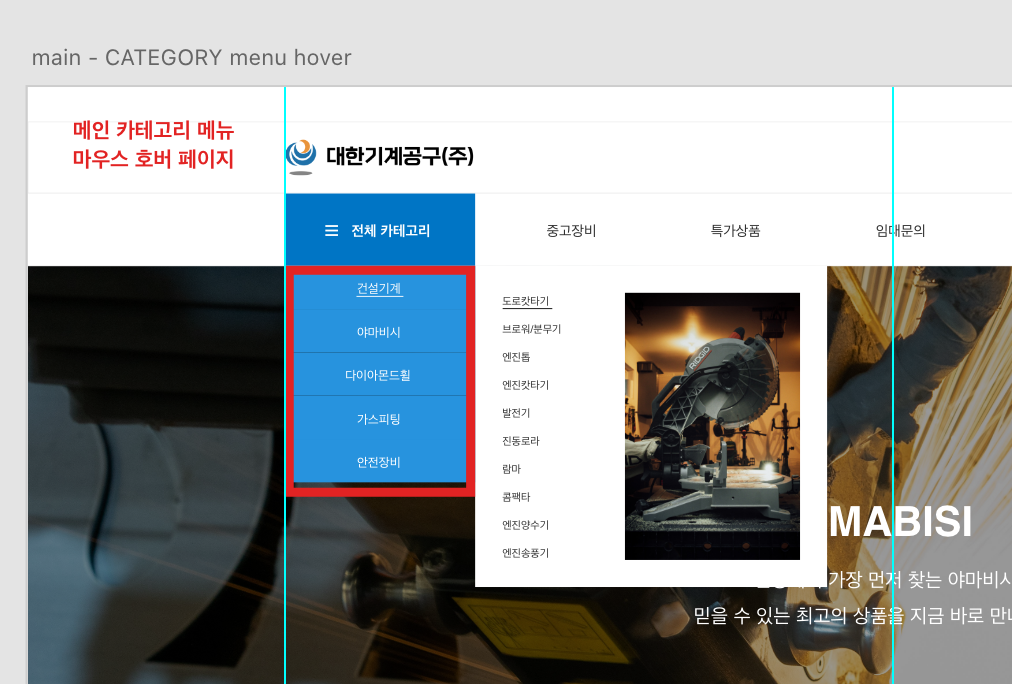 main - CATEGORY menu hover
메인 카테고리 메뉴
마우스 호버 페이지
대한기계공구(주)
전체 카테고리
중고장비
특가상품
임대문의
건설기계
야마비시
다이아몬드휠
가스피팅
안전장비
도로캇타기
브로워/분무기
엔진톱
엔진캇타기
발전기
진동로라
람마
콤팩타
엔진양수기
엔진송풍기
RIDGID
MABISI
가장 먼저 찾는 야마비시
믿을 수 있는 최고의 상품을 지금 바로